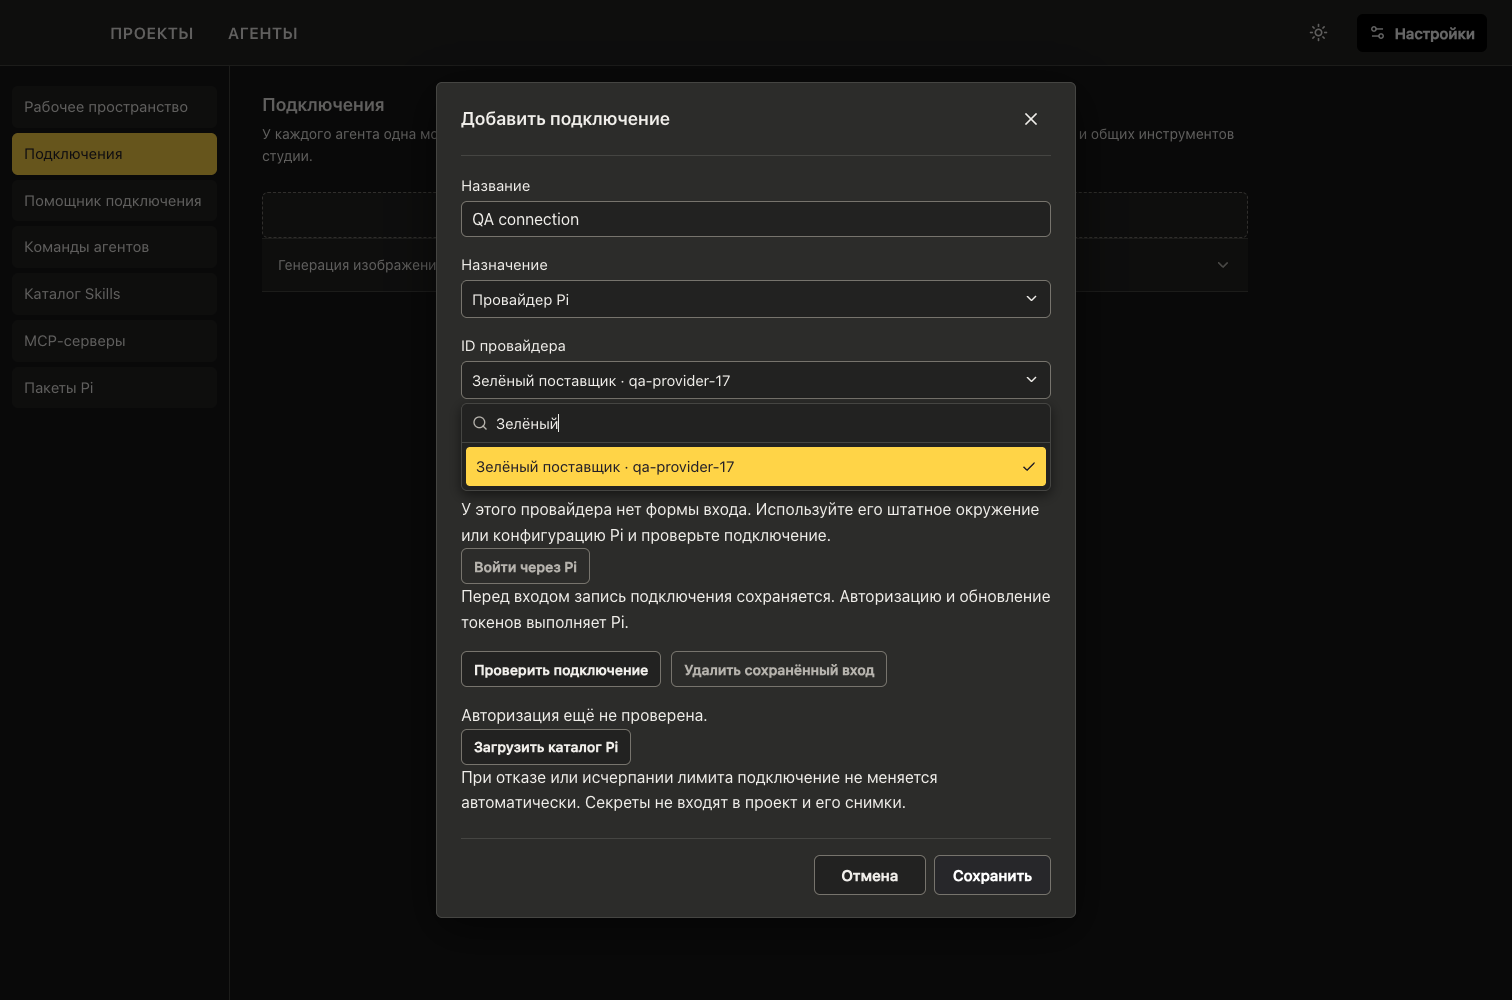 ПРОЕКТЫ АГЕНТЫ
Настройки
Рабочее пространство
Подключения
Помощник подключения
Команды агентов
Каталог Skills
MCP-серверы
Пакеты Pi
Подключения
У каждого агента одна
и общих инструментов
студии.
Генерация
Добавить подключение
Название
QA connection
Назначение
Провайдер Pi
ID провайдера
Зелёный поставщик · qa-provider-17
Зелёный
Зелёный поставщик · qa-provider-17
У этого провайдера нет формы входа. Используйте его штатное окружение
или конфигурацию Pi и проверьте подключение.
Войти через Pi
Перед входом запись подключения сохраняется. Авторизацию и обновление
токенов выполняет Pi.
Проверить подключение Удалить сохранённый вход
Авторизация ещё не проверена.
Загрузить каталог Pi
При отказе или исчерпании лимита подключение не меняется
автоматически. Секреты не входят в проект и его снимки.
Отмена Сохранить